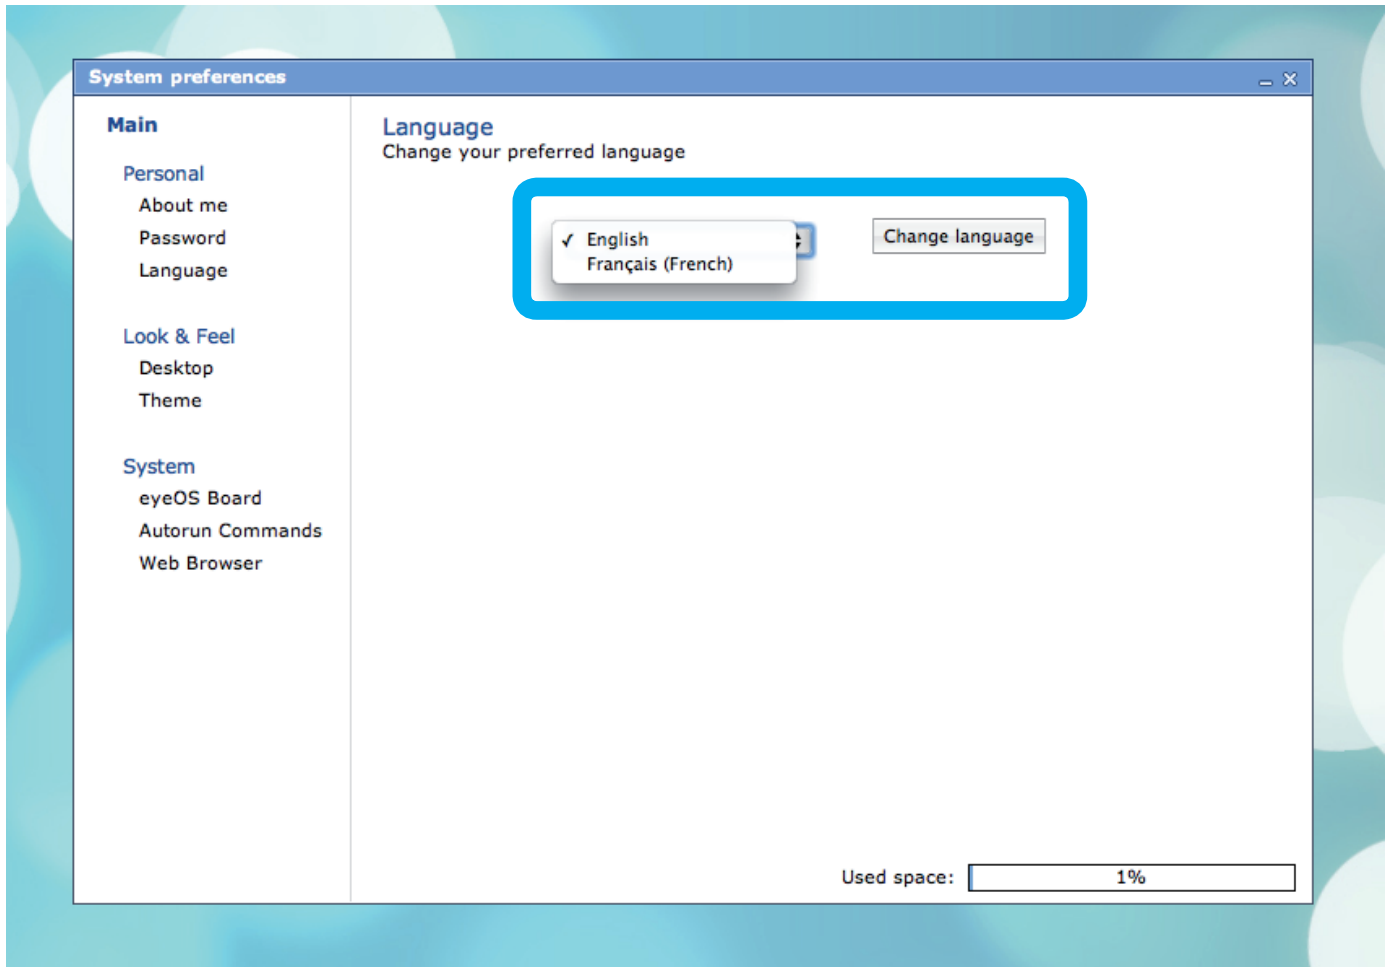 System preferences
Main
Personal
About me
Password
Language
Look & Feel
Desktop
Theme
System
eyeOS Board
Autorun Commands
Web Browser
Language
Change your preferred language
✓ English
Français (French)
Change language
Used space: 1%